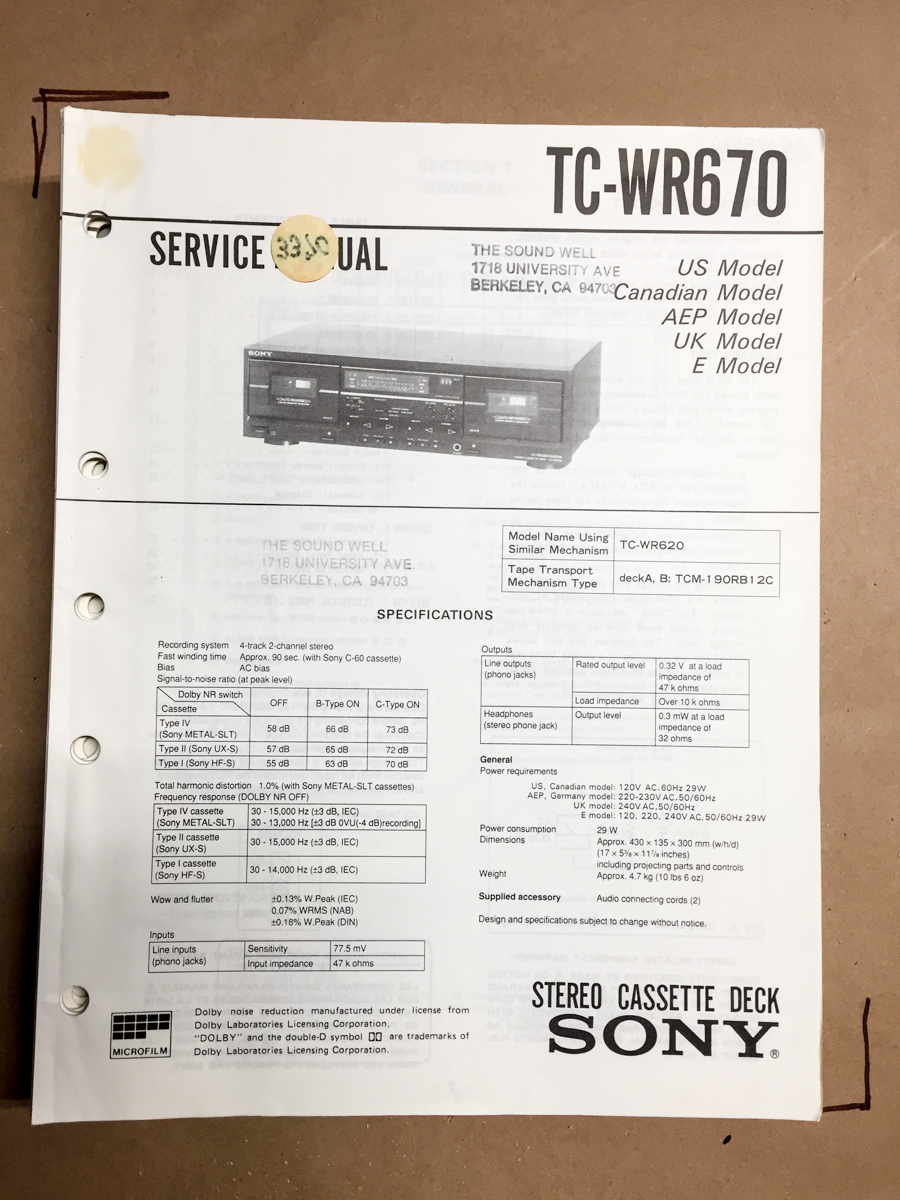 TC-WR670
SERVICE MANUAL
3350
THE SOUND WELL
1718 UNIVERSITY AVE
BERKELEY, CA 94703
US Model
Canadian Model
AEP Model
UK Model
E Model
SONY
THE SOUND WELL
1718 UNIVERSITY AVE.
BERKELEY, CA 94703
Model Name Using Similar Mechanism TC-WR620
Tape Transport Mechanism Type deckA, B: TCM-190RB12C
SPECIFICATIONS
Recording system 4-track 2-channel stereo
Fast winding time Approx. 90 sec. (with Sony C-60 cassette)
Bias AC bias
Signal-to-noise ratio (at peak level)
Dolby NR switch
Cassette OFF B-Type ON C-Type ON
Type IV (Sony METAL-SLT) 58 dB 66 dB 73 dB
Type II (Sony UX-S) 57 dB 65 dB 72 dB
Type I (Sony HF-S) 55 dB 63 dB 70 dB
Total harmonic distortion 1.0% (with Sony METAL-SLT cassettes)
Frequency response (DOLBY NR OFF)
Type IV cassette 30 - 15,000 Hz (±3 dB, IEC)
(Sony METAL-SLT) 30 - 13,000 Hz [±3 dB 0VU(-4 dB)recording]
Type II cassette (Sony UX-S) 30 - 15,000 Hz (±3 dB, IEC)
Type I cassette (Sony HF-S) 30 - 14,000 Hz (±3 dB, IEC)
Wow and flutter ±0.13% W.Peak (IEC)
0.07% WRMS (NAB)
±0.18% W.Peak (DIN)
Inputs
Line inputs (phono jacks) Sensitivity 77.5 mV
Input impedance 47 k ohms
Outputs
Line outputs (phono jacks) Rated output level 0.32 V at a load impedance of 47 k ohms
Load impedance Over 10 k ohms
Headphones (stereo phone jack) Output level 0.3 mW at a load impedance of 32 ohms
General
Power requirements
US, Canadian model: 120V AC. 60Hz 29W
AEP, Germany model: 220-230V AC. 50/60Hz
UK model: 240V AC, 50/60Hz
E model: 120, 220, 240V AC, 50/60Hz 29W
Power consumption 29 W
Dimensions Approx. 430 × 135 × 300 mm (w/h/d)
(17 × 5 3/8 × 11 7/8 inches)
including projecting parts and controls
Weight Approx. 4.7 kg (10 lbs 6 oz)
Supplied accessory Audio connecting cords (2)
Design and specifications subject to change without notice.
MICROFILM
Dolby noise reduction manufactured under license from
Dolby Laboratories Licensing Corporation.
"DOLBY" and the double-D symbol are trademarks of
Dolby Laboratories Licensing Corporation.
STEREO CASSETTE DECK
SONY®